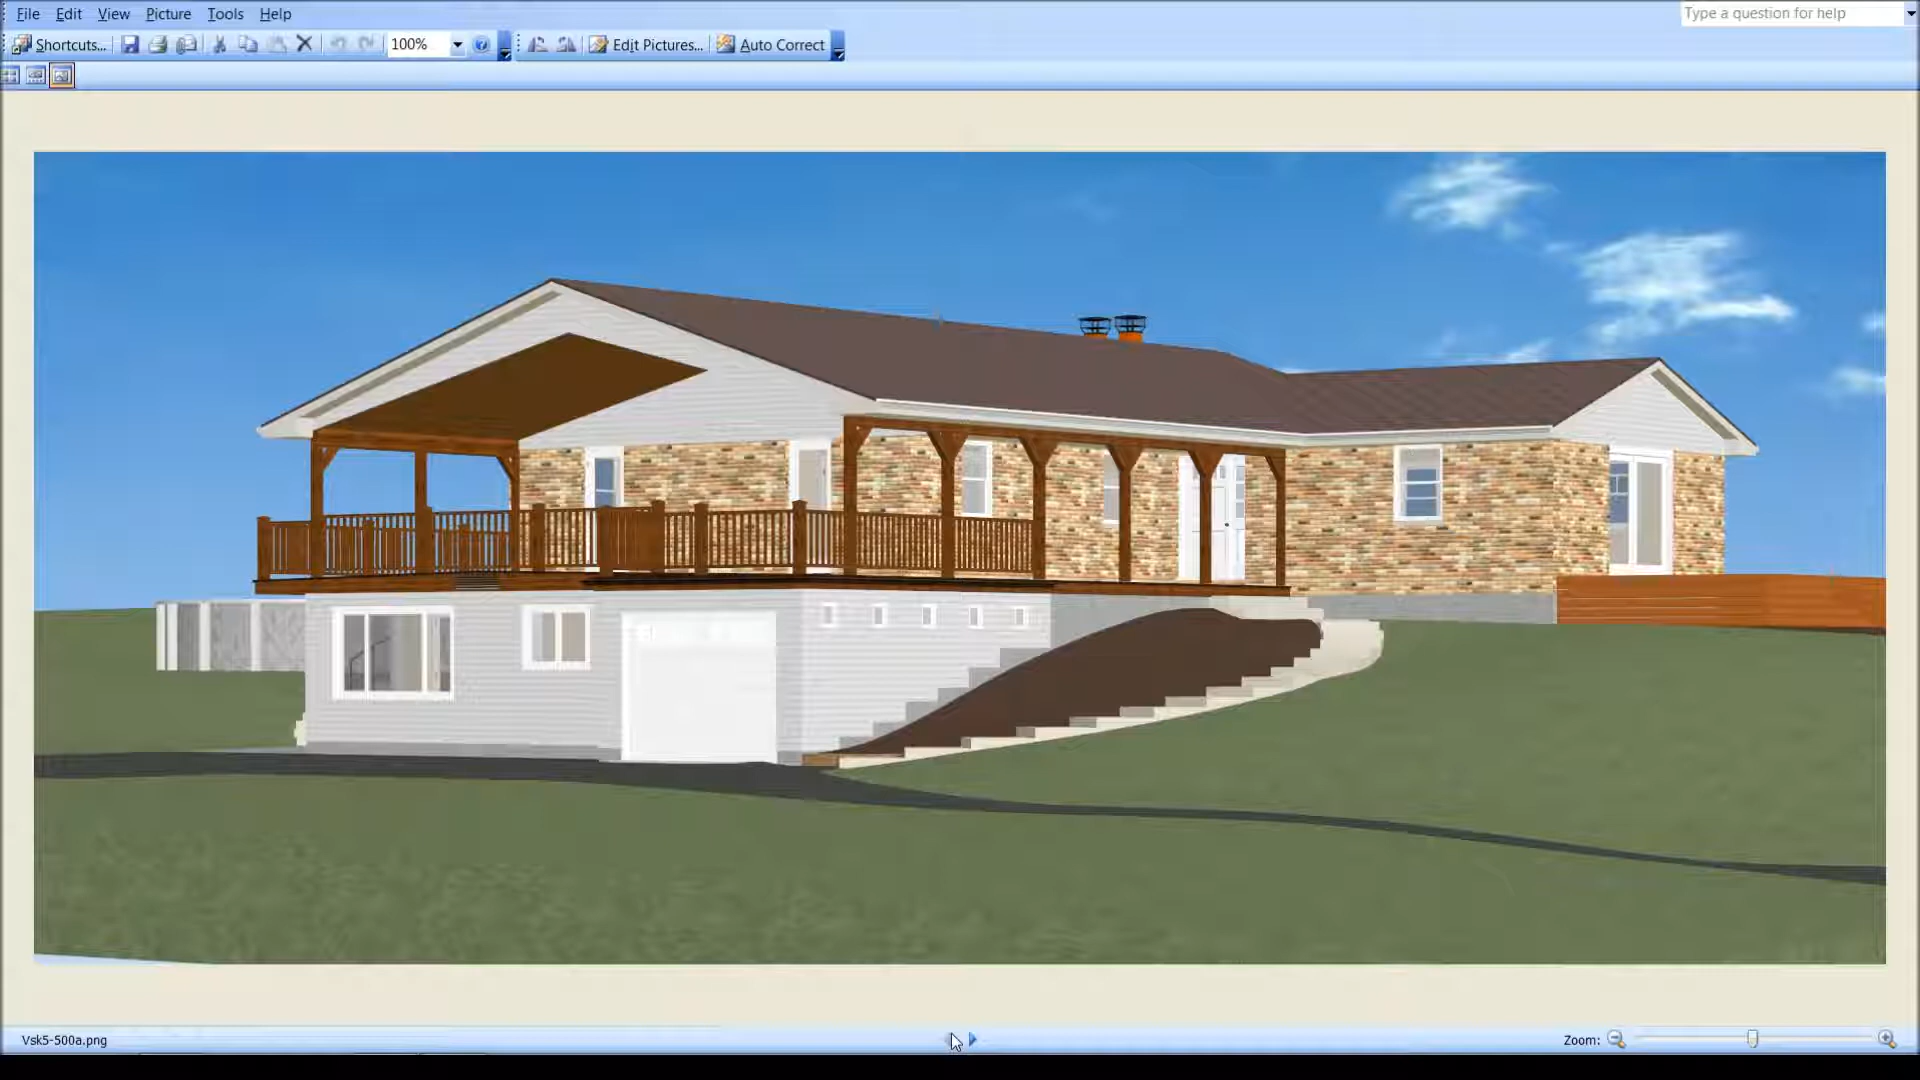 File Edit View Picture Tools Help
Type a question for help
Shortcuts...
100%
Edit Pictures...
Auto Correct
Vsk5-500a.png
Zoom: